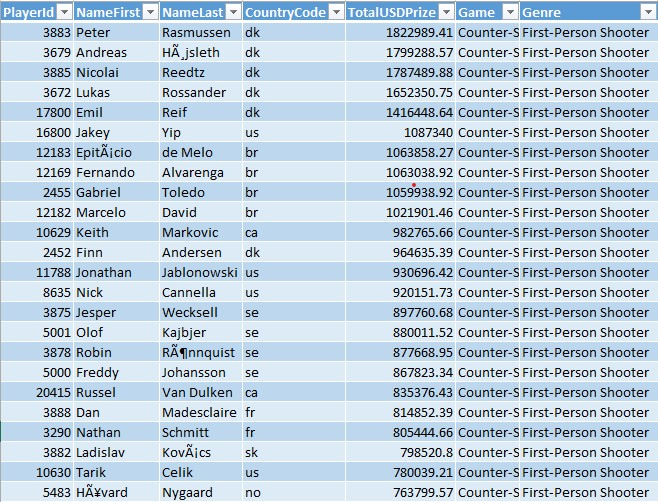 PlayerId NameFirst NameLast CountryCode TotalUSDPrize Game Genre
3883 Peter Rasmussen dk 1822989.41 Counter-S First-Person Shooter
3679 Andreas HÃ¸jsleth dk 1799288.57 Counter-S First-Person Shooter
3885 Nicolai Reedtz dk 1787489.88 Counter-S First-Person Shooter
3672 Lukas Rossander dk 1652350.75 Counter-S First-Person Shooter
17800 Emil Reif dk 1416448.64 Counter-S First-Person Shooter
16800 Jakey Yip us 1087340 Counter-S First-Person Shooter
12183 EpitÃ¡cio de Melo br 1063858.27 Counter-S First-Person Shooter
12169 Fernando Alvarenga br 1063038.92 Counter-S First-Person Shooter
2455 Gabriel Toledo br 1059938.92 Counter-S First-Person Shooter
12182 Marcelo David br 1021901.46 Counter-S First-Person Shooter
10629 Keith Markovic ca 982765.66 Counter-S First-Person Shooter
2452 Finn Andersen dk 964635.39 Counter-S First-Person Shooter
11788 Jonathan Jablonowski us 930696.42 Counter-S First-Person Shooter
8635 Nick Cannella us 920151.73 Counter-S First-Person Shooter
3875 Jesper Wecksell se 897760.68 Counter-S First-Person Shooter
5001 Olof Kajbjer se 880011.52 Counter-S First-Person Shooter
3878 Robin RÃ¶nnquist se 877668.95 Counter-S First-Person Shooter
5000 Freddy Johansson se 867823.34 Counter-S First-Person Shooter
20415 Russel Van Dulken ca 835376.43 Counter-S First-Person Shooter
3888 Dan Madesclaire fr 814852.39 Counter-S First-Person Shooter
3290 Nathan Schmitt fr 805444.66 Counter-S First-Person Shooter
3882 Ladislav KovÃ¡cs sk 798520.8 Counter-S First-Person Shooter
10630 Tarik Celik us 780039.21 Counter-S First-Person Shooter
5483 HÃ¥vard Nygaard no 763799.57 Counter-S First-Person Shooter